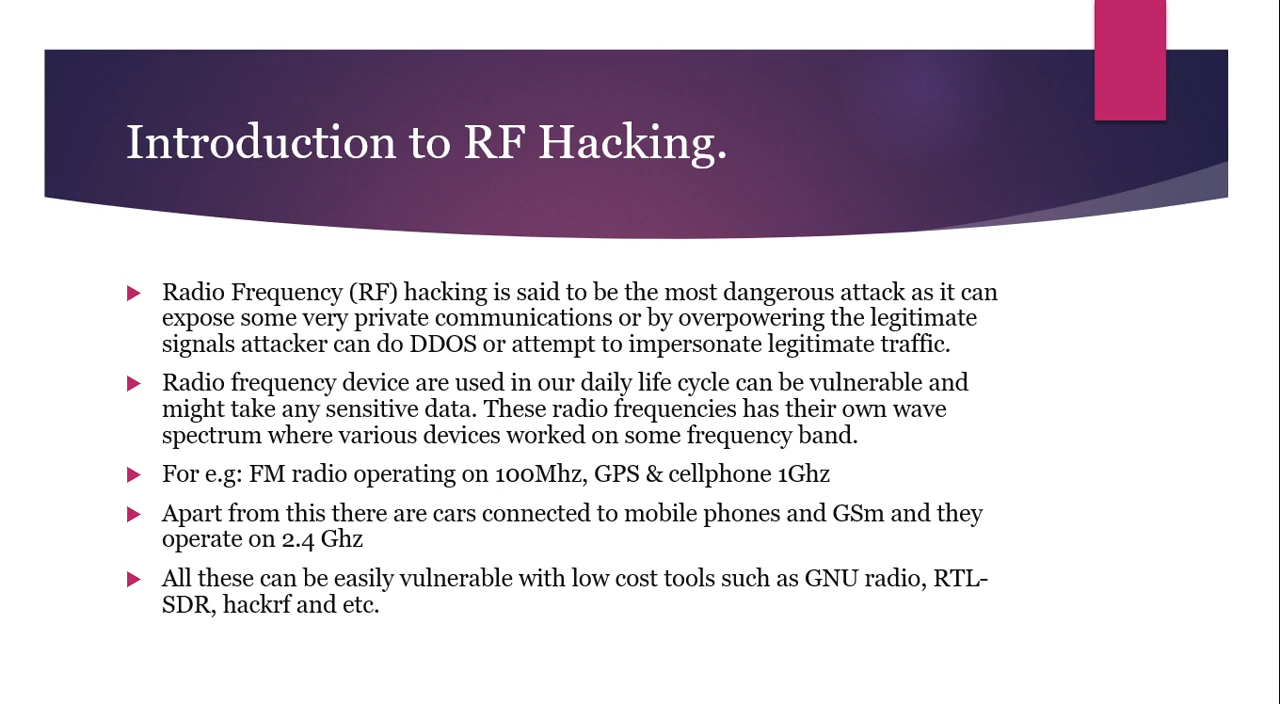 Introduction to RF Hacking.
Radio Frequency (RF) hacking is said to be the most dangerous attack as it can
expose some very private communications or by overpowering the legitimate
signals attacker can do DDOS or attempt to impersonate legitimate traffic.
Radio frequency device are used in our daily life cycle can be vulnerable and
might take any sensitive data. These radio frequencies has their own wave
spectrum where various devices worked on some frequency band.
For e.g: FM radio operating on 100Mhz, GPS & cellphone 1Ghz
Apart from this there are cars connected to mobile phones and GSm and they
operate on 2.4 Ghz
All these can be easily vulnerable with low cost tools such as GNU radio, RTL-
SDR, hackrf and etc.